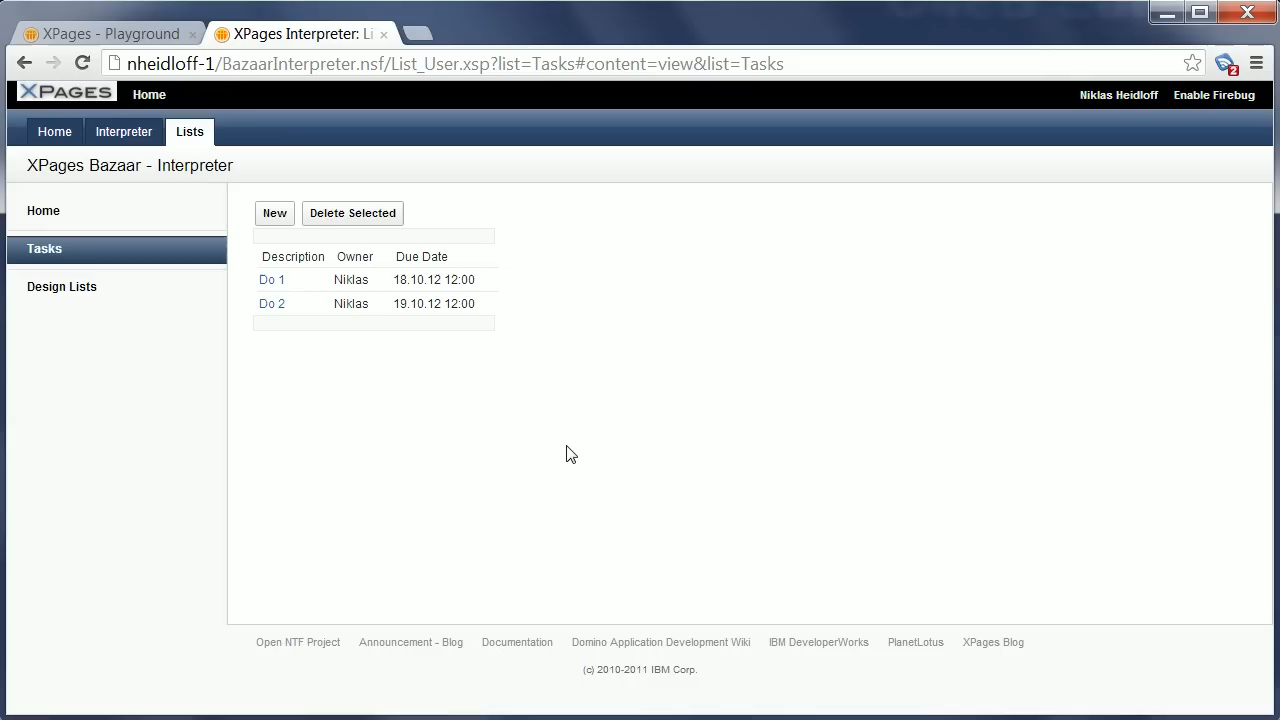 XPages - Playground
XPages Interpreter: Li
nheidloff-1/BazaarInterpreter.nsf/List_User.xsp?list=Tasks#content=view&list=Tasks
2
XPAGES Home Niklas Heidloff Enable Firebug
Home Interpreter Lists
XPages Bazaar - Interpreter
Home
Tasks
Design Lists
New Delete Selected
Description Owner Due Date
Do 1 Niklas 18.10.12 12:00
Do 2 Niklas 19.10.12 12:00
Open NTF Project Announcement - Blog Documentation Domino Application Development Wiki IBM DeveloperWorks PlanetLotus XPages Blog
(c) 2010-2011 IBM Corp.